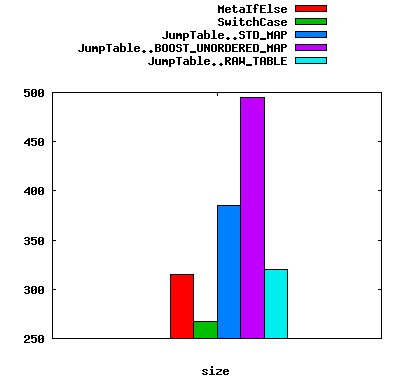 MetaIfElse
SwitchCase
JumpTable..STD_MAP
JumpTable..BOOST_UNORDERED_MAP
JumpTable..RAW_TABLE
500
450
400
350
300
250
size